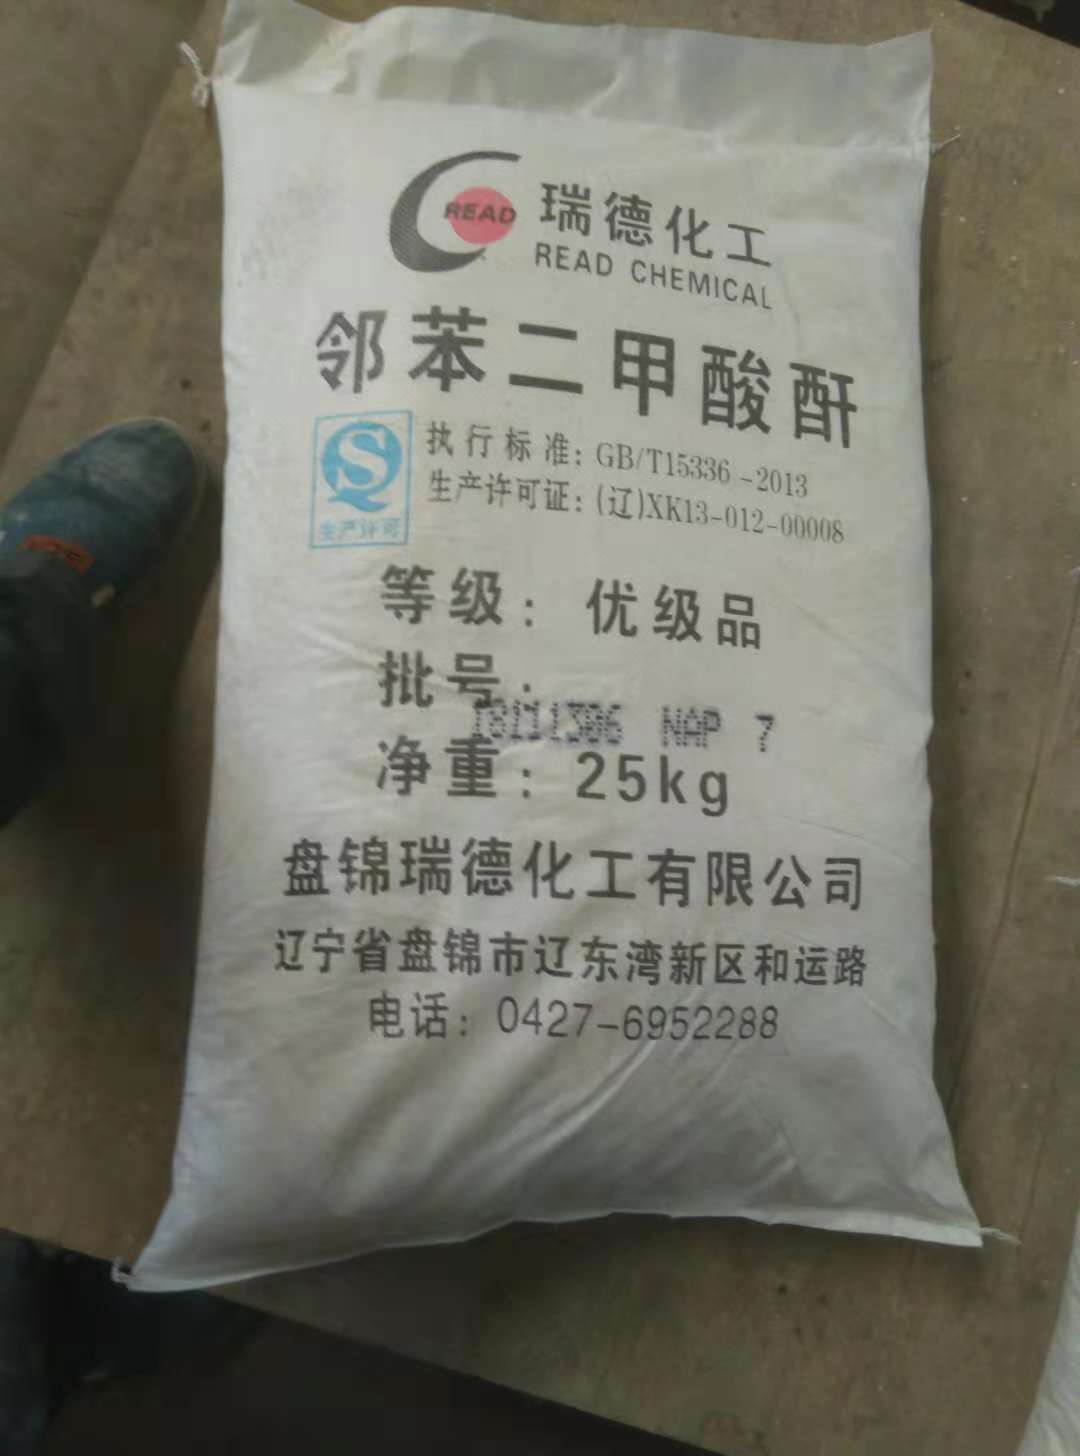 READ
瑞德化工
READ CHEMICAL
邻苯二甲酸酐
QS
生产许可
执行标准：GB/T15336-2013
生产许可证：(辽)XK13-012-00008
等级：优级品
批号：
18111306 NAP 7
净重：25kg
盘锦瑞德化工有限公司
辽宁省盘锦市辽东湾新区和运路
电话：0427-6952288